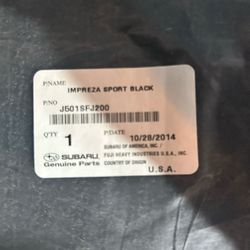 P/NAME
IMPREZA SPORT BLACK
P/NO
J501SFJ200
Q'TY P/DATE
1 10/28/2014
SUBARU OF AMERICA, INC. /
SUBARU FUJI HEAVY INDUSTRIES U.S.A., INC.
Genuine Parts COUNTRY OF ORIGIN
U.S.A.